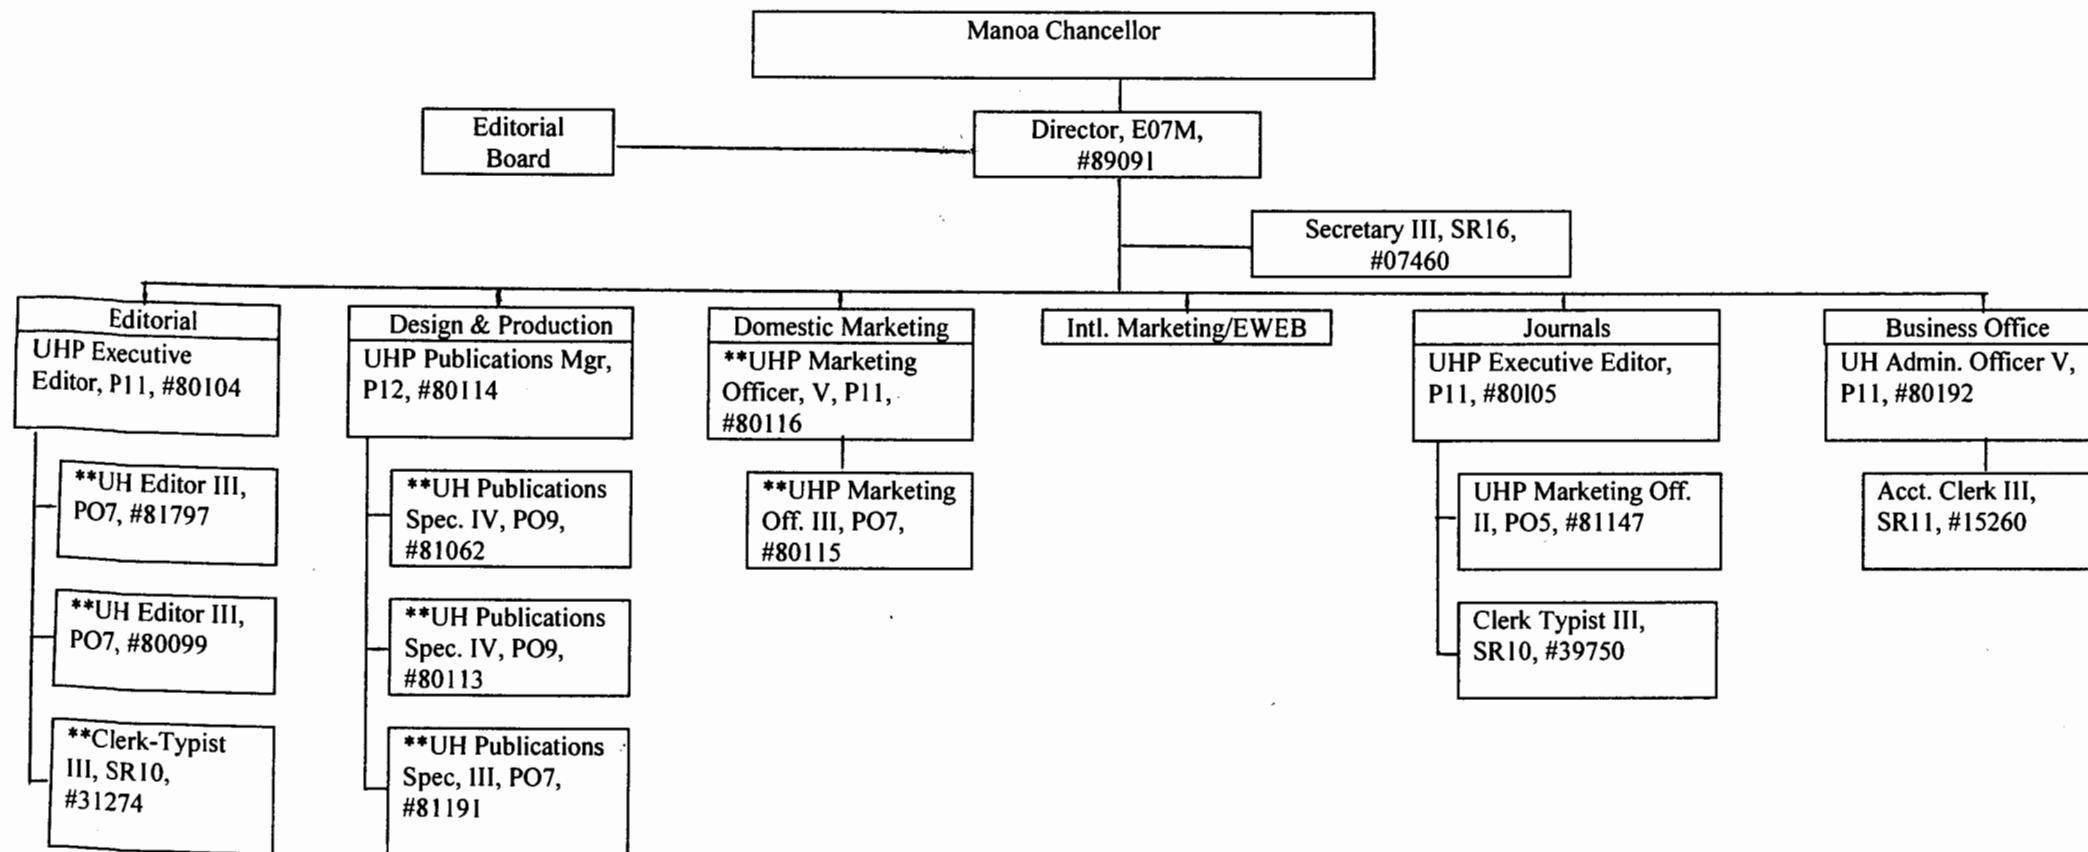 Manoa Chancellor
Editorial
Board
Director, E07M,
#89091
Secretary III, SR16,
#07460
Editorial
UHP Executive
Editor, P11, #80104
**UH Editor III,
PO7, #81797
**UH Editor III,
PO7, #80099
**Clerk-Typist
III, SR10,
#31274
Design & Production
UHP Publications Mgr,
P12, #80114
**UH Publications
Spec. IV, PO9,
#81062
**UH Publications
Spec. IV, PO9,
#80113
**UH Publications
Spec, III, PO7,
#81191
Domestic Marketing
**UHP Marketing
Officer, V, P11,
#80116
**UHP Marketing
Off. III, PO7,
#80115
Intl. Marketing/EWEB
Journals
UHP Executive Editor,
P11, #80105
UHP Marketing Off.
II, PO5, #81147
Clerk Typist III,
SR10, #39750
Business Office
UH Admin. Officer V,
P11, #80192
Acct. Clerk III,
SR11, #15260